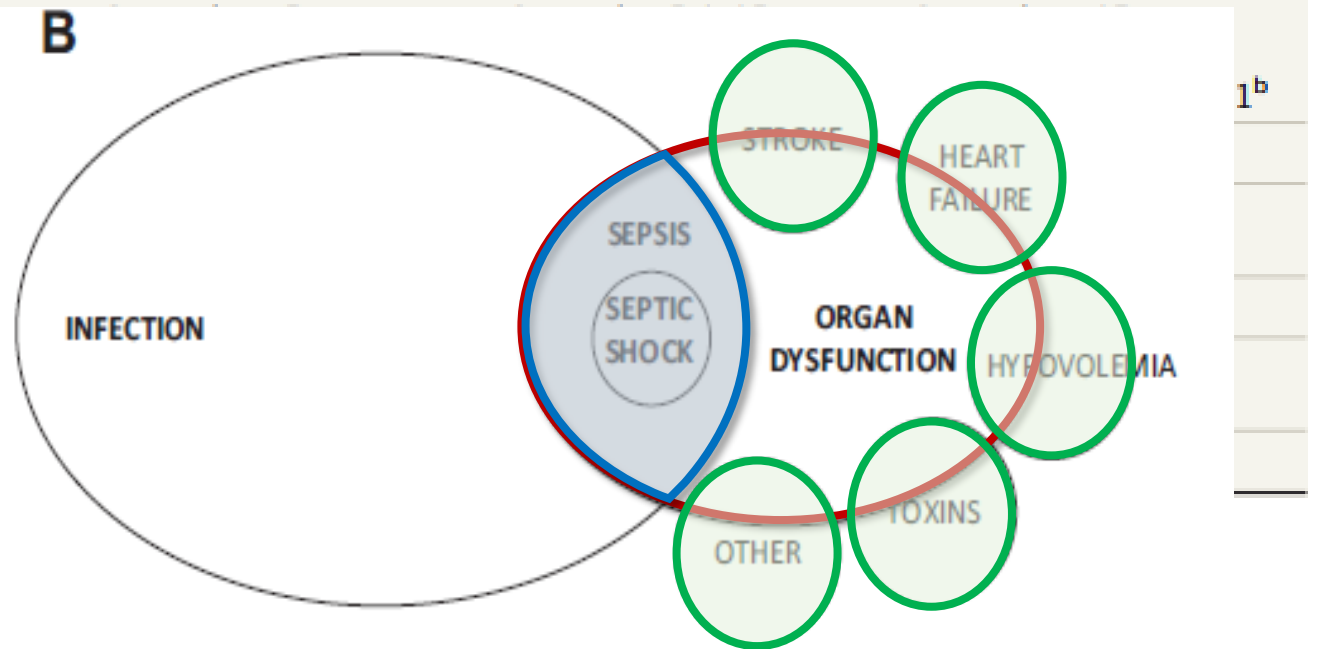 B
1b
STROKE
HEART
FAILURE
SEPSIS
SEPTIC
SHOCK
INFECTION
ORGAN
DYSFUNCTION
HYPOVOLEMIA
TOXINS
OTHER